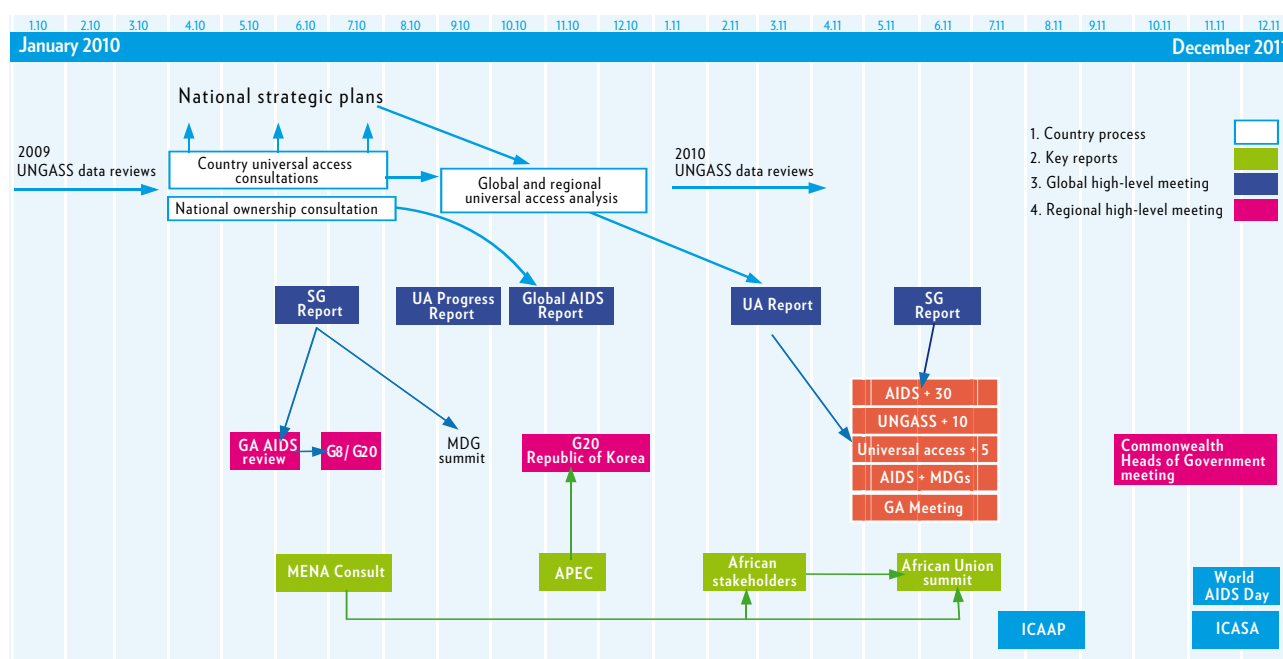 1.10 2.10 3.10 4.10 5.10 6.10 7.10 8.10 9.10 10.10 11.10 12.10 1.11 2.11 3.11 4.11 5.11 6.11 7.11 8.11 9.11 10.11 11.11 12.11
January 2010
December 2011
National strategic plans
2009
UNGASS data reviews
Country universal access
consultations
National ownership consultation
Global and regional
universal access analysis
2010
UNGASS data reviews
1. Country process
2. Key reports
3. Global high-level meeting
4. Regional high-level meeting
SG
Report
UA Progress
Report
Global AIDS
Report
UA Report
SG
Report
AIDS + 30
UNGASS + 10
Universal access + 5
AIDS + MDGs
GA Meeting
GA AIDS
review
G8/ G20
MDG
summit
G20
Republic of Korea
Commonwealth
Heads of Government
meeting
MENA Consult
APEC
African
stakeholders
African Union
summit
World
AIDS Day
ICAAP
ICASA